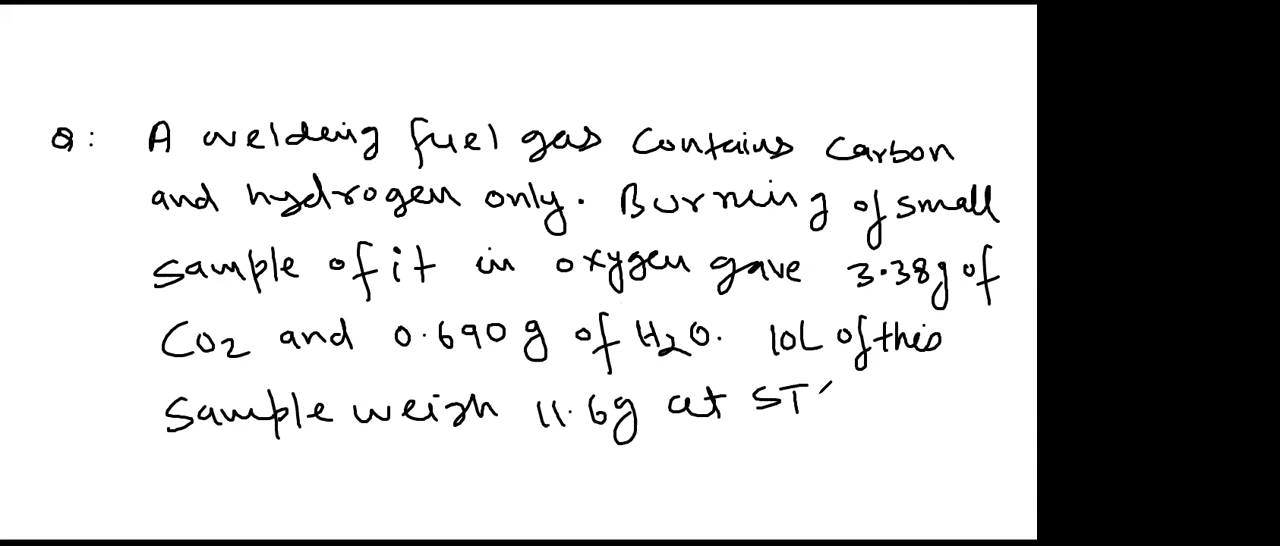 Q: A welding fuel gas contains carbon
and hydrogen only. Burning of small
sample of it in oxygen gave 3.38g of
CO2 and 0.690 g of H2O. 10L of this
sample weigh 11.6g at ST